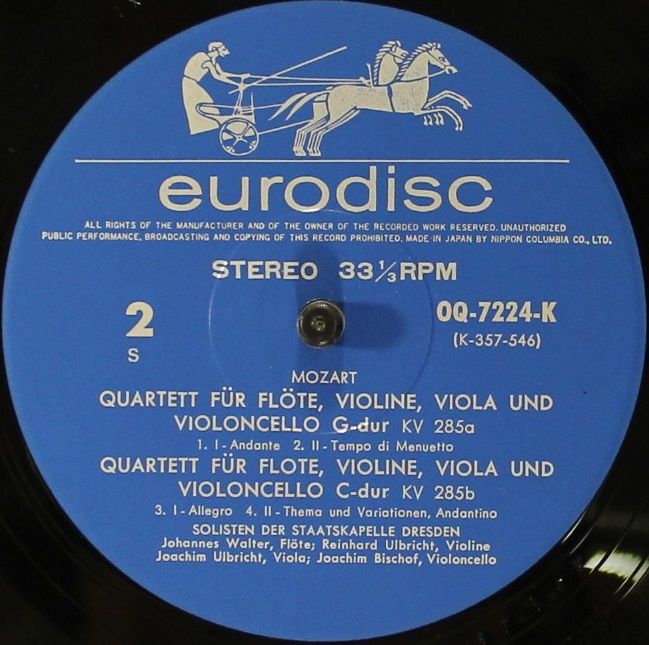 eurodisc
ALL RIGHTS OF THE MANUFACTURER AND OF THE OWNER OF THE RECORDED WORK RESERVED. UNAUTHORIZED
PUBLIC PERFORMANCE, BROADCASTING AND COPYING OF THIS RECORD PROHIBITED. MADE IN JAPAN BY NIPPON COLUMBIA CO., LTD.
STEREO 33 1/3 RPM
2
S
OQ-7224-K
(K-357-546)
MOZART
QUARTETT FÜR FLÖTE, VIOLINE, VIOLA UND
VIOLONCELLO G-dur KV 285a
1. I - Andante 2. II - Tempo di Menuetto
QUARTETT FÜR FLOTE, VIOLINE, VIOLA UND
VIOLONCELLO C-dur KV 285b
3. I - Allegro 4. II - Thema und Variationen, Andantino
SOLISTEN DER STAATSKAPELLE DRESDEN
Johannes Walter, Flöte; Reinhard Ulbricht, Violine
Joachim Ulbricht, Viola; Joachim Bischof, Violoncello